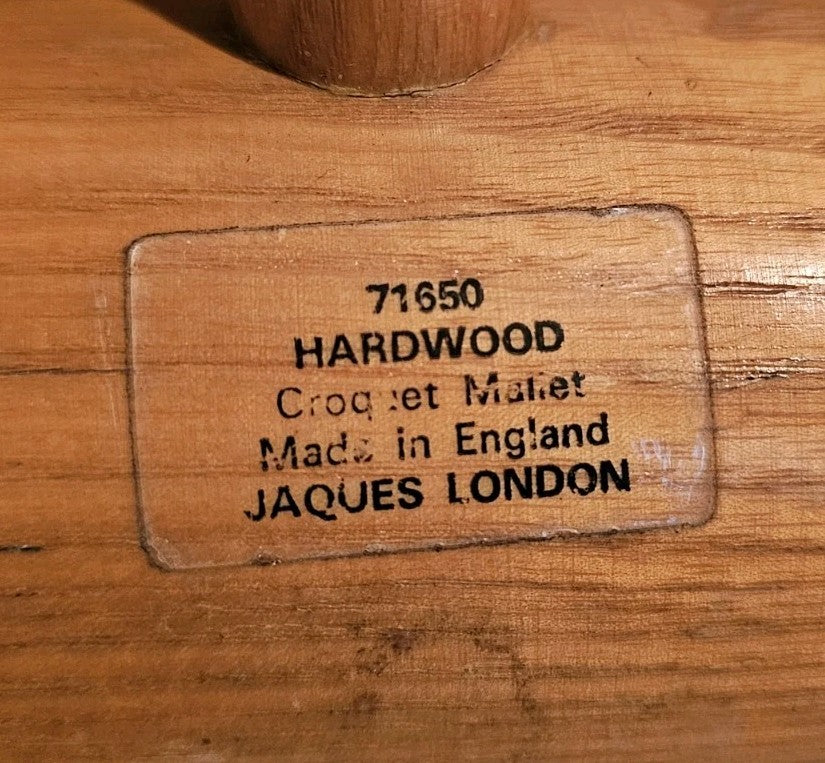 71650
HARDWOOD
Croquet Mallet
Made in England
JAQUES LONDON